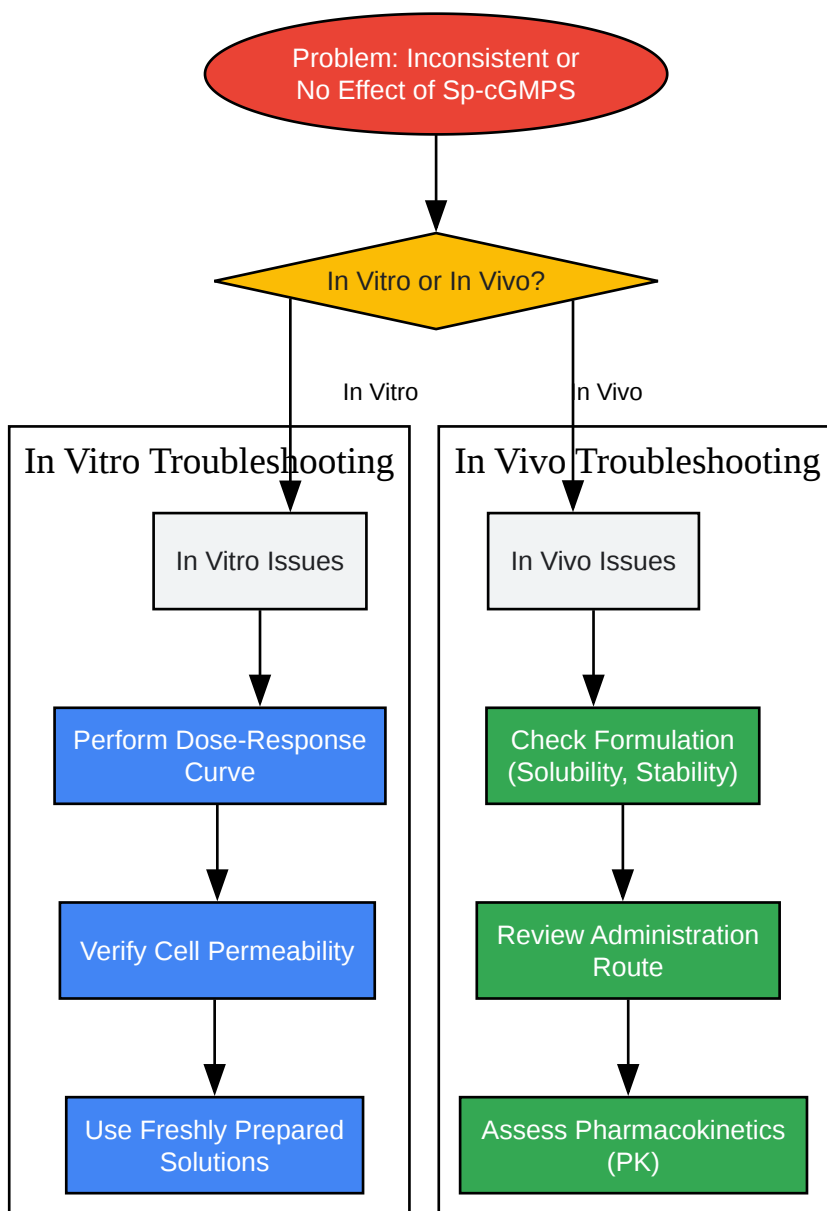 Problem: Inconsistent or
No Effect of Sp-cGMPS
In Vitro or In Vivo?
In Vitro
In Vivo
In Vitro Troubleshooting
In Vitro Issues
Perform Dose-Response
Curve
Verify Cell Permeability
Use Freshly Prepared
Solutions
In Vivo Troubleshooting
In Vivo Issues
Check Formulation
(Solubility, Stability)
Review Administration
Route
Assess Pharmacokinetics
(PK)